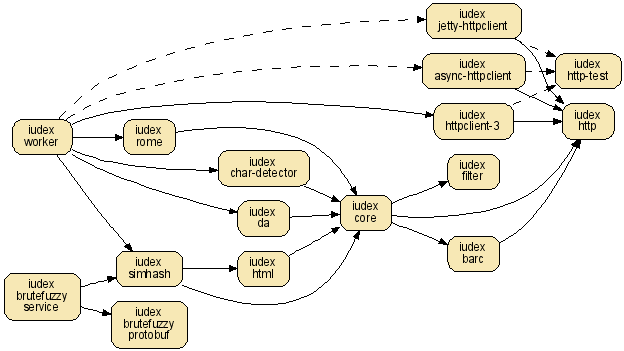 iudex
jetty-httpclient
iudex
async-httpclient
iudex
http-test
iudex
httpclient-3
iudex
http
iudex
worker
iudex
rome
iudex
char-detector
iudex
filter
iudex
da
iudex
core
iudex
barc
iudex
simhash
iudex
html
iudex
brutefuzzy
service
iudex
brutefuzzy
protobuf